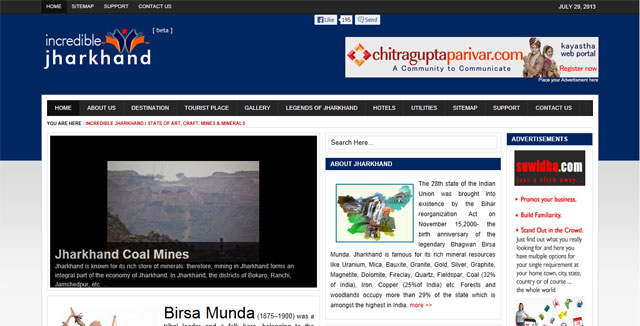 HOME SITEMAP SUPPORT CONTACT US JULY 29, 2013
incredible [ beta ]
jharkhand
Like 195 Send
chitraguptaparivar.com
A Community to Communicate
kayastha
web portal
Register now
Place your Advertisment here
HOME ABOUT US DESTINATION TOURIST PLACE GALLERY LEGENDS OF JHARKHAND HOTELS UTILITIES SITEMAP SUPPORT CONTACT US
YOU ARE HERE : INCREDIBLE JHARKHAND | STATE OF ART, CRAFT, MINES & MINERALS
Jharkhand Coal Mines
Jharkhand is known for its rich store of minerals: therefore, mining in Jharkhand forms an
integral part of the economy of Jharkhand. In Jharkhand, the districts of Bokaro, Ranchi,
Jamshedpur, etc. ...
Birsa Munda (1875–1900) was a
tribal leader and a folk hero, belonging to the
Search Here...
ABOUT JHARKHAND
The 28th state of the Indian
Union was brought into
existence by the Bihar
reorganization Act on
November 15,2000- the
birth anniversary of the
legendary Bhagwan Birsa
Munda. Jharkhand is famous for its rich mineral resources
like Uranium, Mica, Bauxite, Granite, Gold, Silver, Graphite,
Magnetite, Dolomite, Fireclay, Quartz, Fieldspar, Coal (32%
of India), Iron, Copper (25%of India) etc. Forests and
woodlands occupy more than 29% of the state which is
amongst the highest in India. more >>
ADVERTISEMENTS
suwidha.com
just a click away.
Promote your business.
Build Familarity.
Stand Out in the Crowd.
Just find out what you really
looking for and here you
have multiple options for
your single requirement at
your home town, city, state,
country or of course ...
the whole world